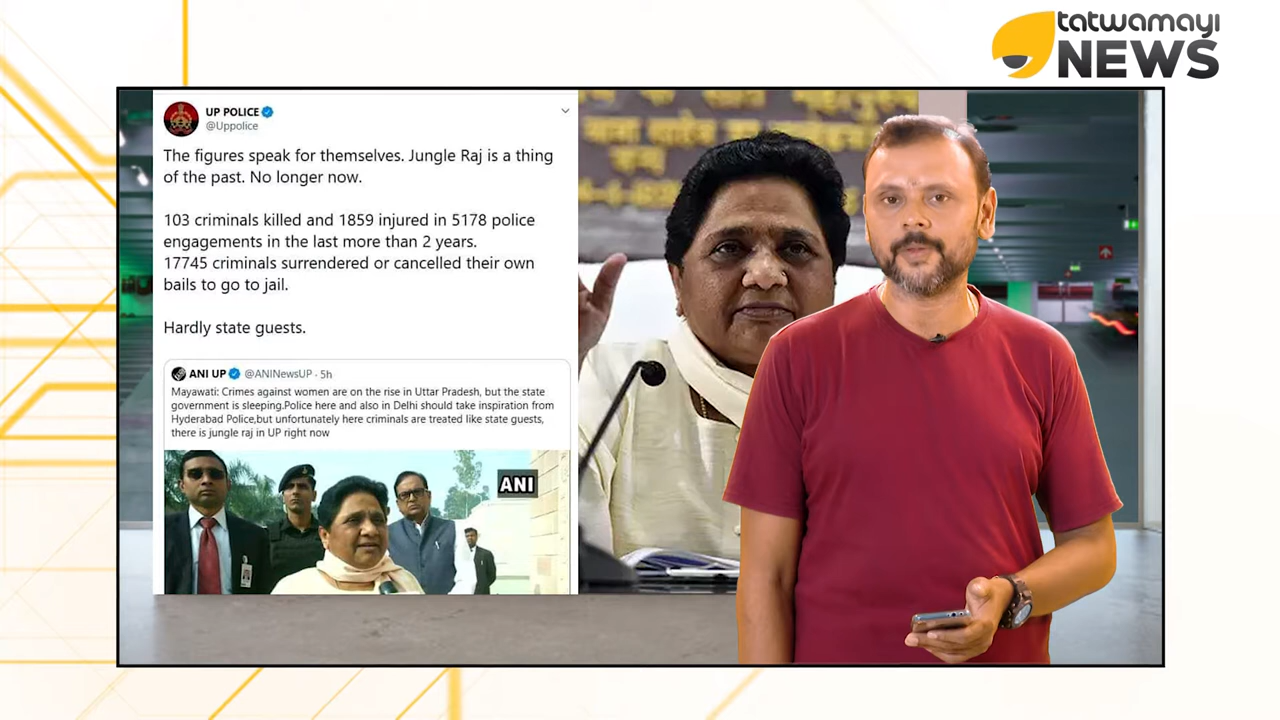 tatwamayi
NEWS
UP POLICE
@Uppolice
The figures speak for themselves. Jungle Raj is a thing
of the past. No longer now.
103 criminals killed and 1859 injured in 5178 police
engagements in the last more than 2 years.
17745 criminals surrendered or cancelled their own
bails to go to jail.
Hardly state guests.
ANI UP @ANINewsUP · 5h
Mayawati: Crimes against women are on the rise in Uttar Pradesh, but the state
government is sleeping.Police here and also in Delhi should take inspiration from
Hyderabad Police,but unfortunately here criminals are treated like state guests,
there is jungle raj in UP right now
ANI